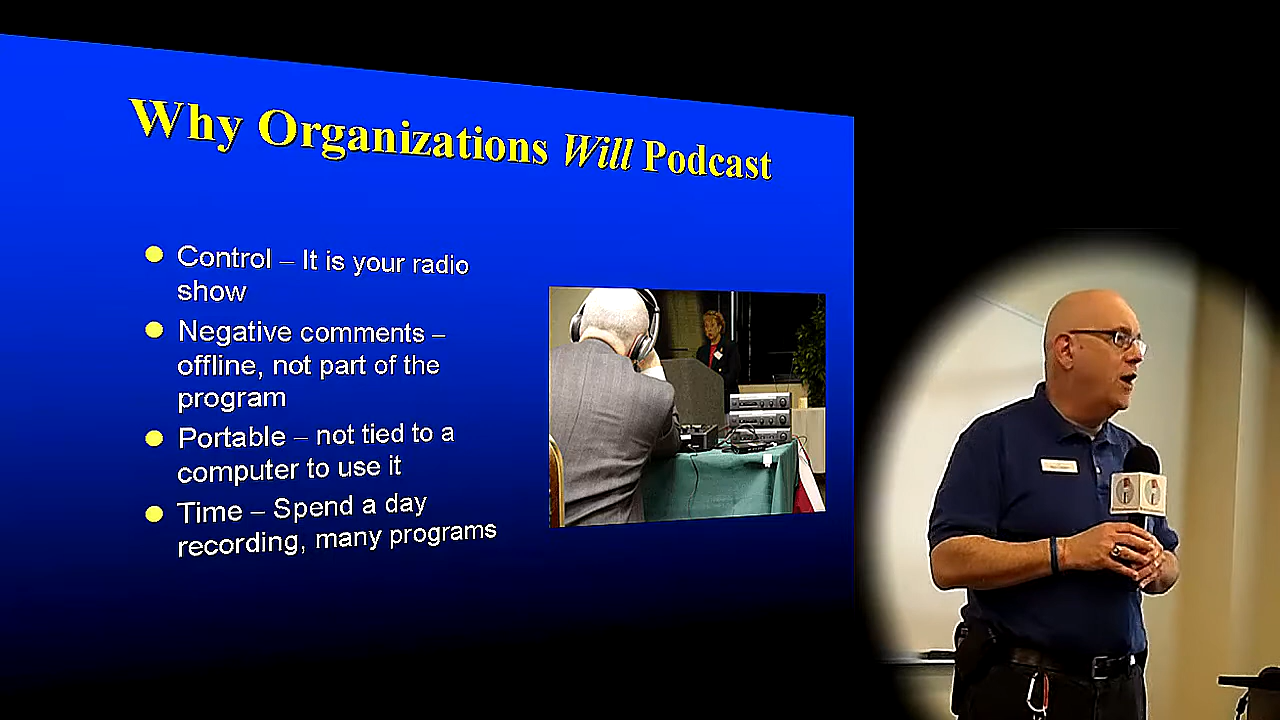 Why Organizations Will Podcast
Control – It is your radio
show
Negative comments –
offline, not part of the
program
Portable – not tied to a
computer to use it
Time – Spend a day
recording, many programs